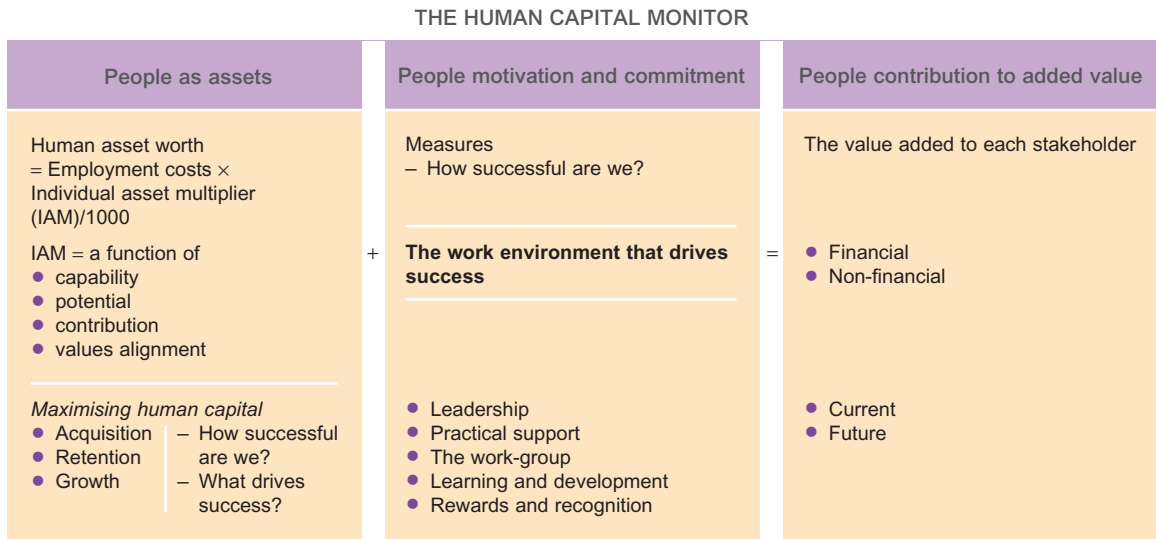 THE HUMAN CAPITAL MONITOR
People as assets
Human asset worth
= Employment costs ×
Individual asset multiplier
(IAM)/1000
IAM = a function of
● capability
● potential
● contribution
● values alignment
Maximising human capital
● Acquisition
● Retention
● Growth
– How successful
are we?
– What drives
success?
+
People motivation and commitment
Measures
– How successful are we?
The work environment that drives
success
● Leadership
● Practical support
● The work-group
● Learning and development
● Rewards and recognition
=
People contribution to added value
The value added to each stakeholder
● Financial
● Non-financial
● Current
● Future